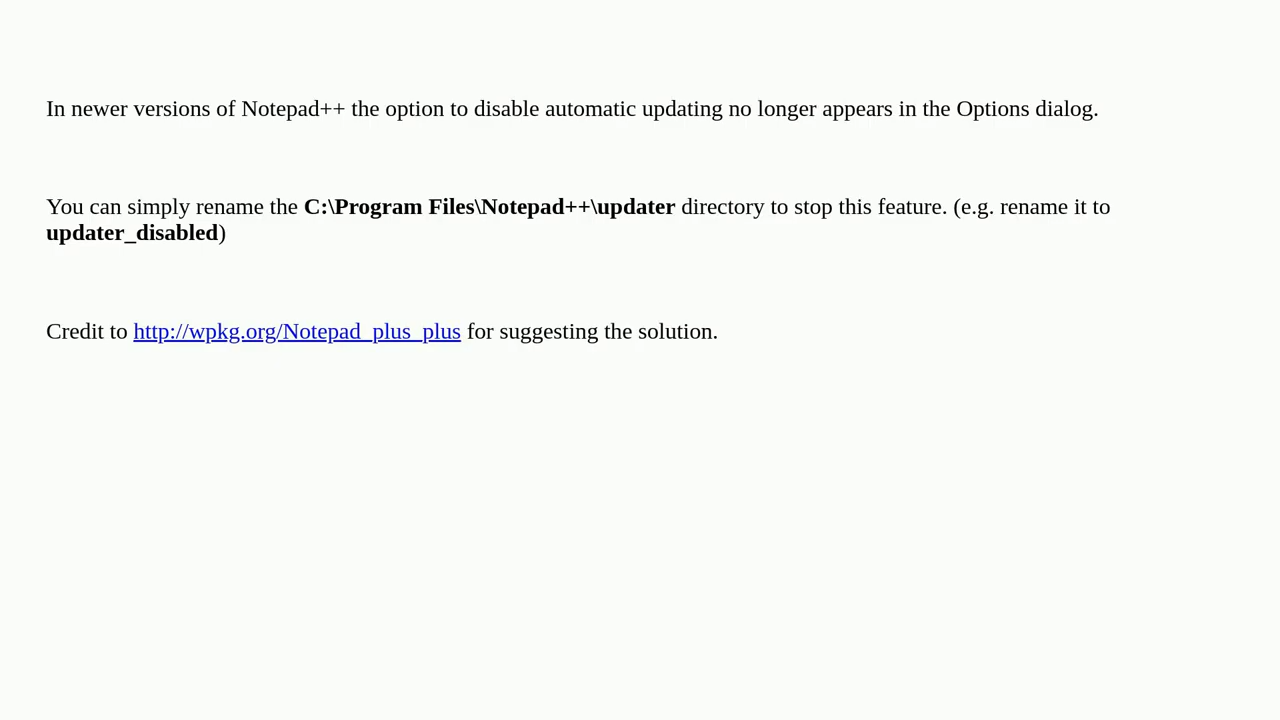 In newer versions of Notepad++ the option to disable automatic updating no longer appears in the Options dialog.
You can simply rename the C:\Program Files\Notepad++\updater directory to stop this feature. (e.g. rename it to
updater_disabled)
Credit to http://wpkg.org/Notepad_plus_plus for suggesting the solution.